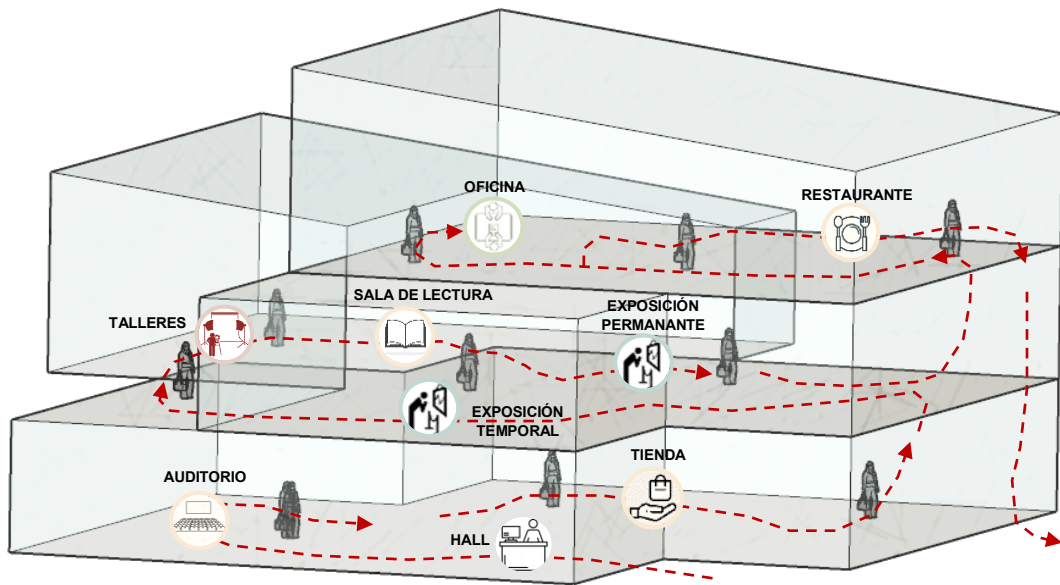 OFICINA
RESTAURANTE
SALA DE LECTURA
TALLERES
EXPOSICIÓN
PERMANANTE
EXPOSICIÓN
TEMPORAL
TIENDA
AUDITORIO
HALL